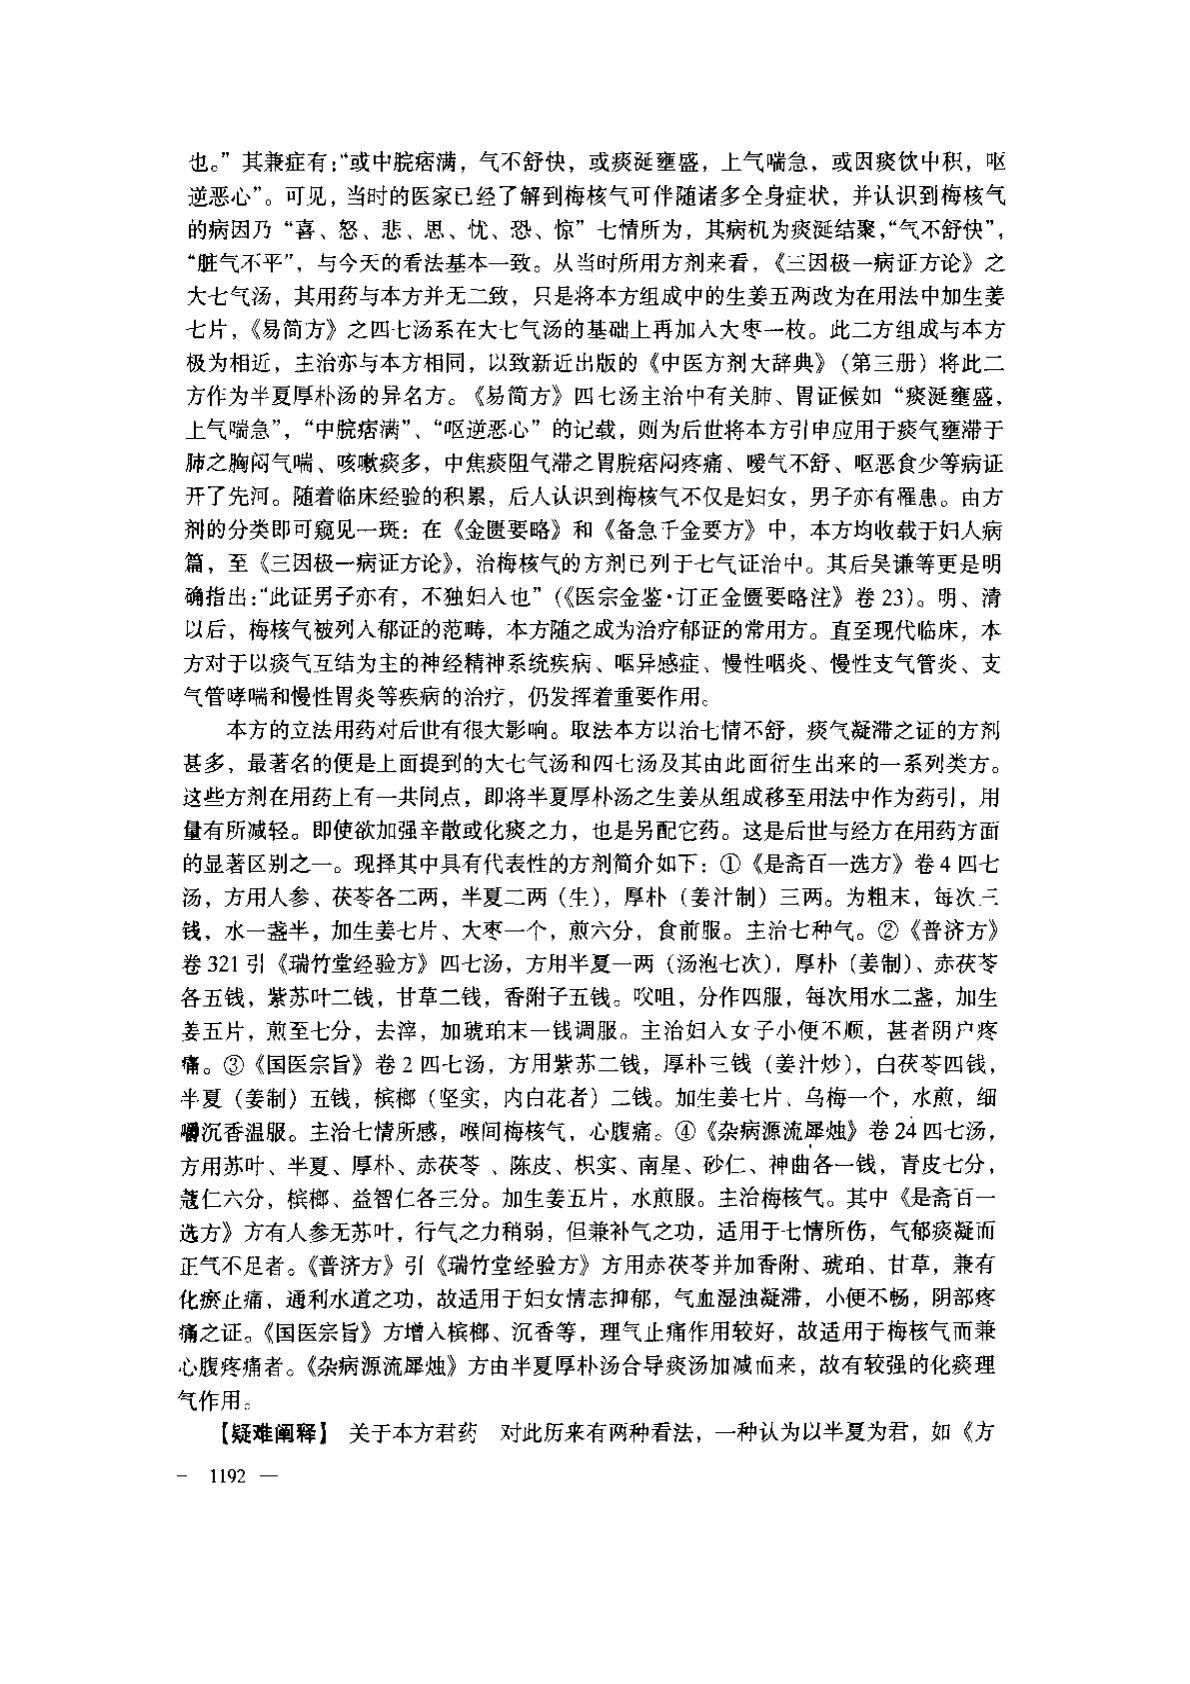 也。”其兼症有：“或中脘痞满，气不舒快，或痰涎壅盛，上气喘急，或因痰饮中积，呕
逆恶心”。可见，当时的医家已经了解到梅核气可伴随诸多全身症状，并认识到梅核气
的病因乃“喜、怒、悲、思、忧、恐、惊”七情所为，其病机为痰涎结聚，“气不舒快”，
“脏气不平”，与今天的看法基本一致。从当时所用方剂来看，《三因极一病证方论》之
大七气汤，其用药与本方并无二致，只是将本方组成中的生姜五两改为在用法中加生姜
七片，《易简方》之四七汤系在大七气汤的基础上再加入大枣一枚。此二方组成与本方
极为相近，主治亦与本方相同，以致新近出版的《中医方剂大辞典》（第三册）将此二
方作为半夏厚朴汤的异名方。《易简方》四七汤主治中有关肺、胃证候如“痰涎壅盛，
上气喘急”，“中脘痞满”、“呕逆恶心”的记载，则为后世将本方引申应用于痰气壅滞于
肺之胸闷气喘、咳嗽痰多，中焦痰阻气滞之胃脘痞闷疼痛、嗳气不舒、呕恶食少等病证
开了先河。随着临床经验的积累，后人认识到梅核气不仅是妇女，男子亦有罹患。由方
剂的分类即可窥见一斑：在《金匮要略》和《备急千金要方》中，本方均收载于妇人病
篇，至《三因极一病证方论》，治梅核气的方剂已列于七气证治中。其后吴谦等更是明
确指出：“此证男子亦有，不独妇人也”（《医宗金鉴·订正金匮要略注》卷 23）。明、清
以后，梅核气被列入郁证的范畴，本方随之成为治疗郁证的常用方。直至现代临床，本
方对于以痰气互结为主的神经精神系统疾病、咽异感症、慢性咽炎、慢性支气管炎、支
气管哮喘和慢性胃炎等疾病的治疗，仍发挥着重要作用。
本方的立法用药对后世有很大影响。取法本方以治七情不舒，痰气凝滞之证的方剂
甚多，最著名的便是上面提到的大七气汤和四七汤及其由此而衍生出来的一系列类方。
这些方剂在用药上有一共同点，即将半夏厚朴汤之生姜从组成移至用法中作为药引，用
量有所减轻。即使欲加强辛散或化痰之力，也是另配它药。这是后世与经方在用药方面
的显著区别之一。现择其中具有代表性的方剂简介如下：①《是斋百一选方》卷 4 四七
汤，方用人参、茯苓各二两，半夏二两（生），厚朴（姜汁制）三两。为粗末，每次三
钱，水一盏半，加生姜七片、大枣一个，煎六分，食前服。主治七种气。②《普济方》
卷 321 引《瑞竹堂经验方》四七汤，方用半夏一两（汤泡七次），厚朴（姜制）、赤茯苓
各五钱，紫苏叶二钱，甘草二钱，香附子五钱。㕮咀，分作四服，每次用水二盏，加生
姜五片，煎至七分，去滓，加琥珀末一钱调服。主治妇人女子小便不顺，甚者阴户疼
痛。③《国医宗旨》卷 2 四七汤，方用紫苏二钱，厚朴三钱（姜汁炒），白茯苓四钱，
半夏（姜制）五钱，槟榔（坚实，内白花者）二钱。加生姜七片、乌梅一个，水煎，细
嚼沉香温服。主治七情所感，喉间梅核气，心腹痛。④《杂病源流犀烛》卷 24 四七汤，
方用苏叶、半夏、厚朴、赤茯苓、陈皮、枳实、南星、砂仁、神曲各一钱，青皮七分，
蔻仁六分，槟榔、益智仁各三分。加生姜五片，水煎服。主治梅核气。其中《是斋百一
选方》方有人参无苏叶，行气之力稍弱，但兼补气之功，适用于七情所伤，气郁痰凝而
正气不足者。《普济方》引《瑞竹堂经验方》方用赤茯苓并加香附、琥珀、甘草，兼有
化瘀止痛，通利水道之功，故适用于妇女情志抑郁，气血湿浊凝滞，小便不畅，阴部疼
痛之证。《国医宗旨》方增入槟榔、沉香等，理气止痛作用较好，故适用于梅核气而兼
心腹疼痛者。《杂病源流犀烛》方由半夏厚朴汤合导痰汤加减而来，故有较强的化痰理
气作用。
【疑难阐释】 关于本方君药 对此历来有两种看法，一种认为以半夏为君，如《方
- 1192 —